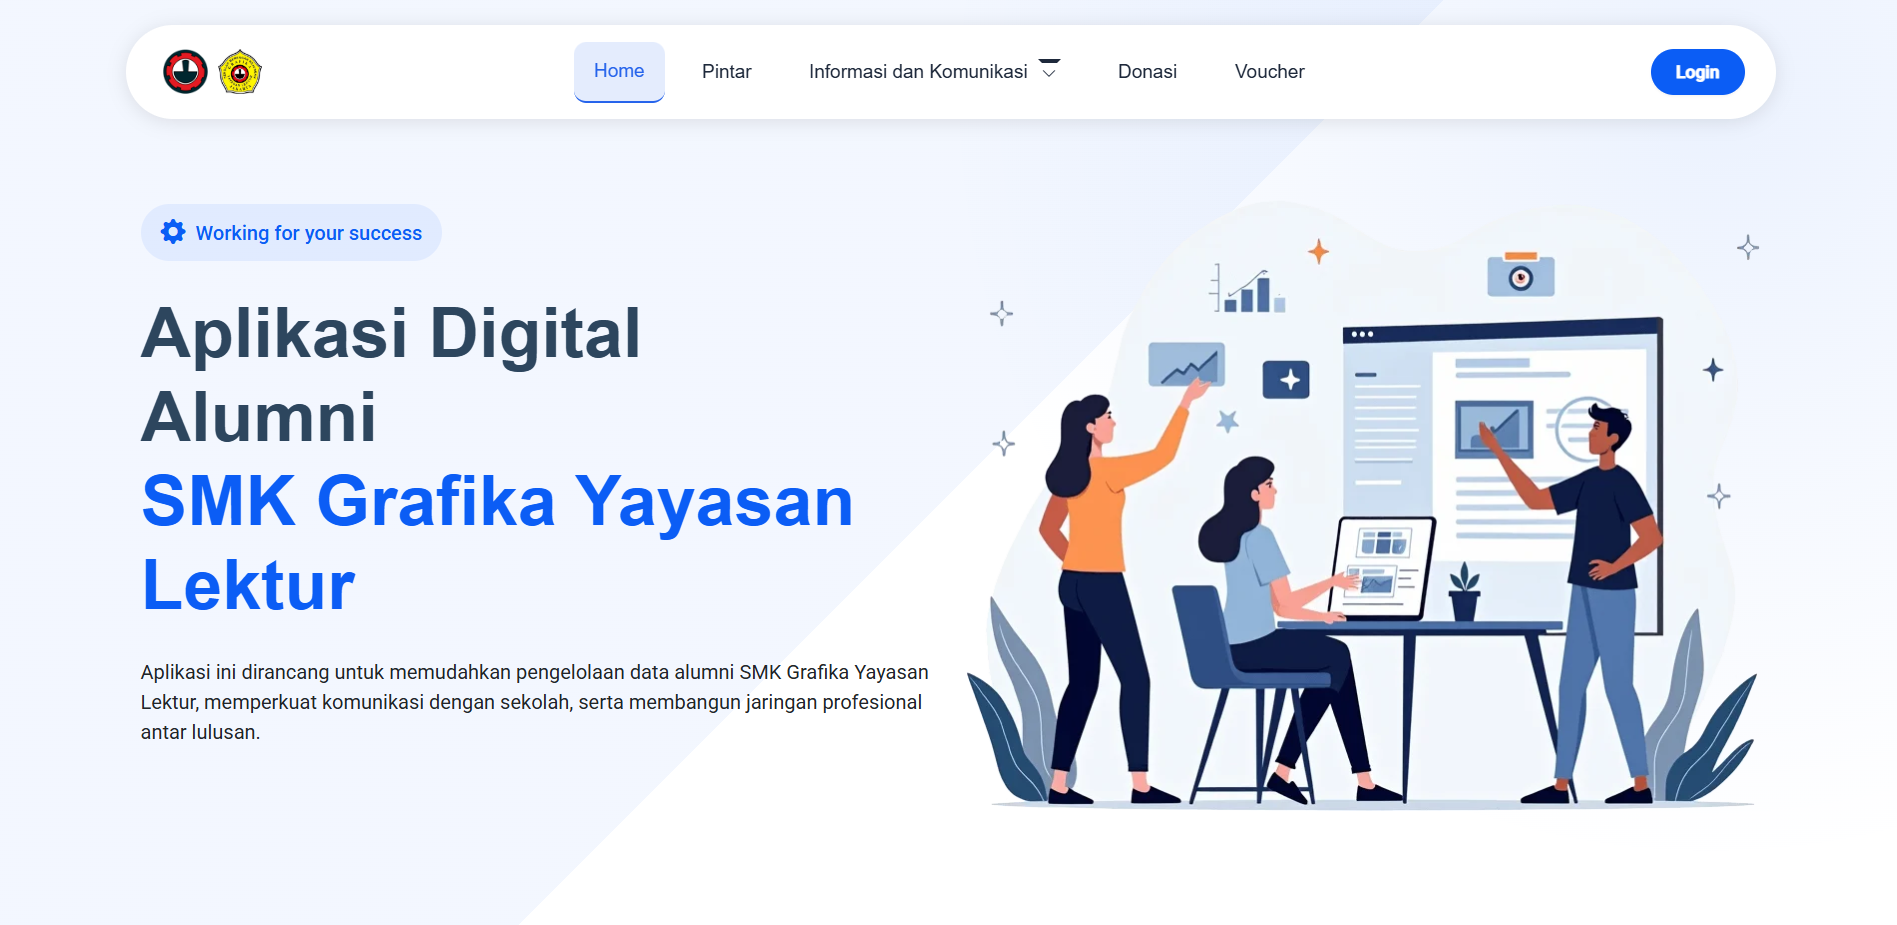 Home
Pintar
Informasi dan Komunikasi
Donasi
Voucher
Login
Working for your success
Aplikasi Digital
Alumni
SMK Grafika Yayasan
Lektur
Aplikasi ini dirancang untuk memudahkan pengelolaan data alumni SMK Grafika Yayasan
Lektur, memperkuat komunikasi dengan sekolah, serta membangun jaringan profesional
antar lulusan.